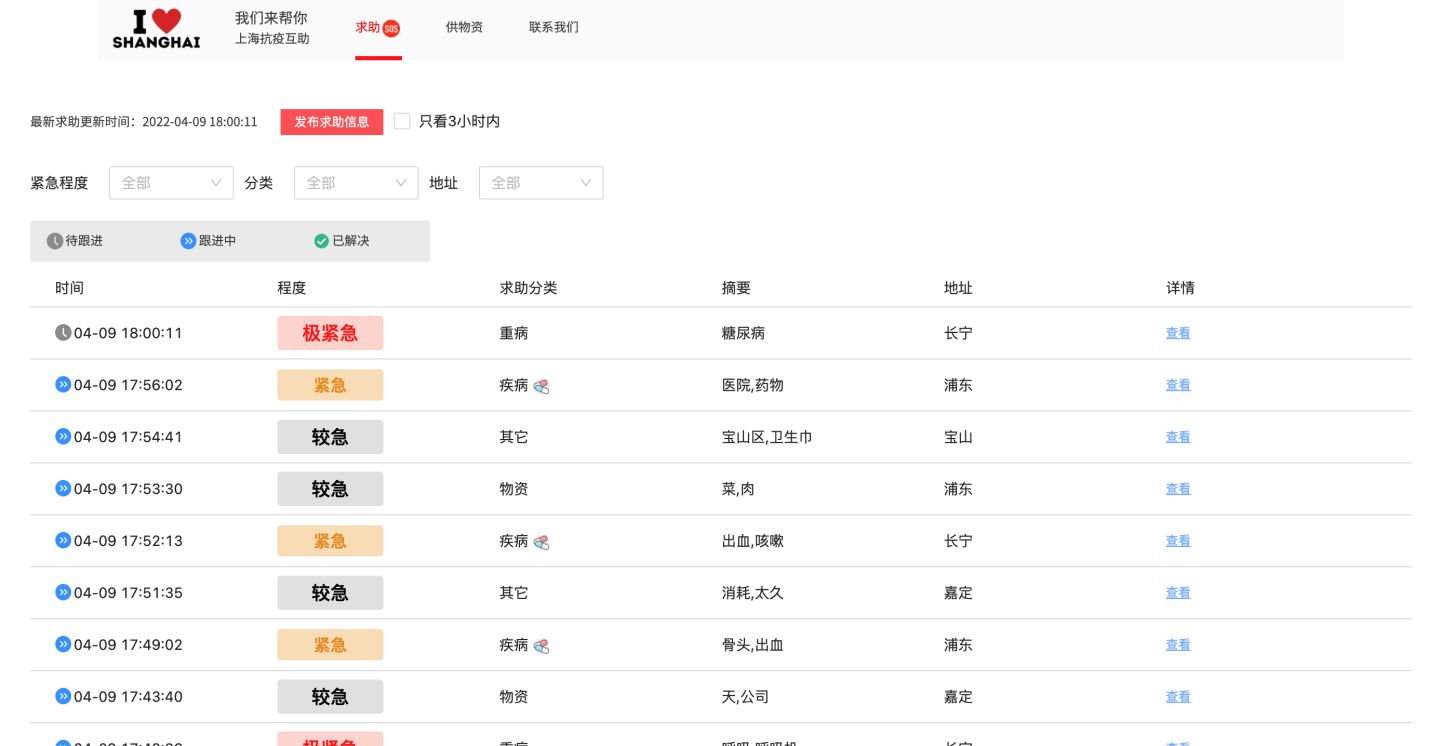 I SHANGHAI
我们来帮你
上海抗疫互助
求助 SOS
供物资
联系我们
最新求助更新时间：2022-04-09 18:00:11 发布求助信息 只看3小时内
紧急程度 全部 分类 全部 地址 全部
待跟进 跟进中 已解决
时间 程度 求助分类 摘要 地址 详情
04-09 18:00:11 极紧急 重病 糖尿病 长宁 查看
04-09 17:56:02 紧急 疾病 医院,药物 浦东 查看
04-09 17:54:41 较急 其它 宝山区,卫生巾 宝山 查看
04-09 17:53:30 较急 物资 菜,肉 浦东 查看
04-09 17:52:13 紧急 疾病 出血,咳嗽 长宁 查看
04-09 17:51:35 较急 其它 消耗,太久 嘉定 查看
04-09 17:49:02 紧急 疾病 骨头,出血 浦东 查看
04-09 17:43:40 较急 物资 天,公司 嘉定 查看
极紧急 重病 呼吸,呼吸机 长宁 查看